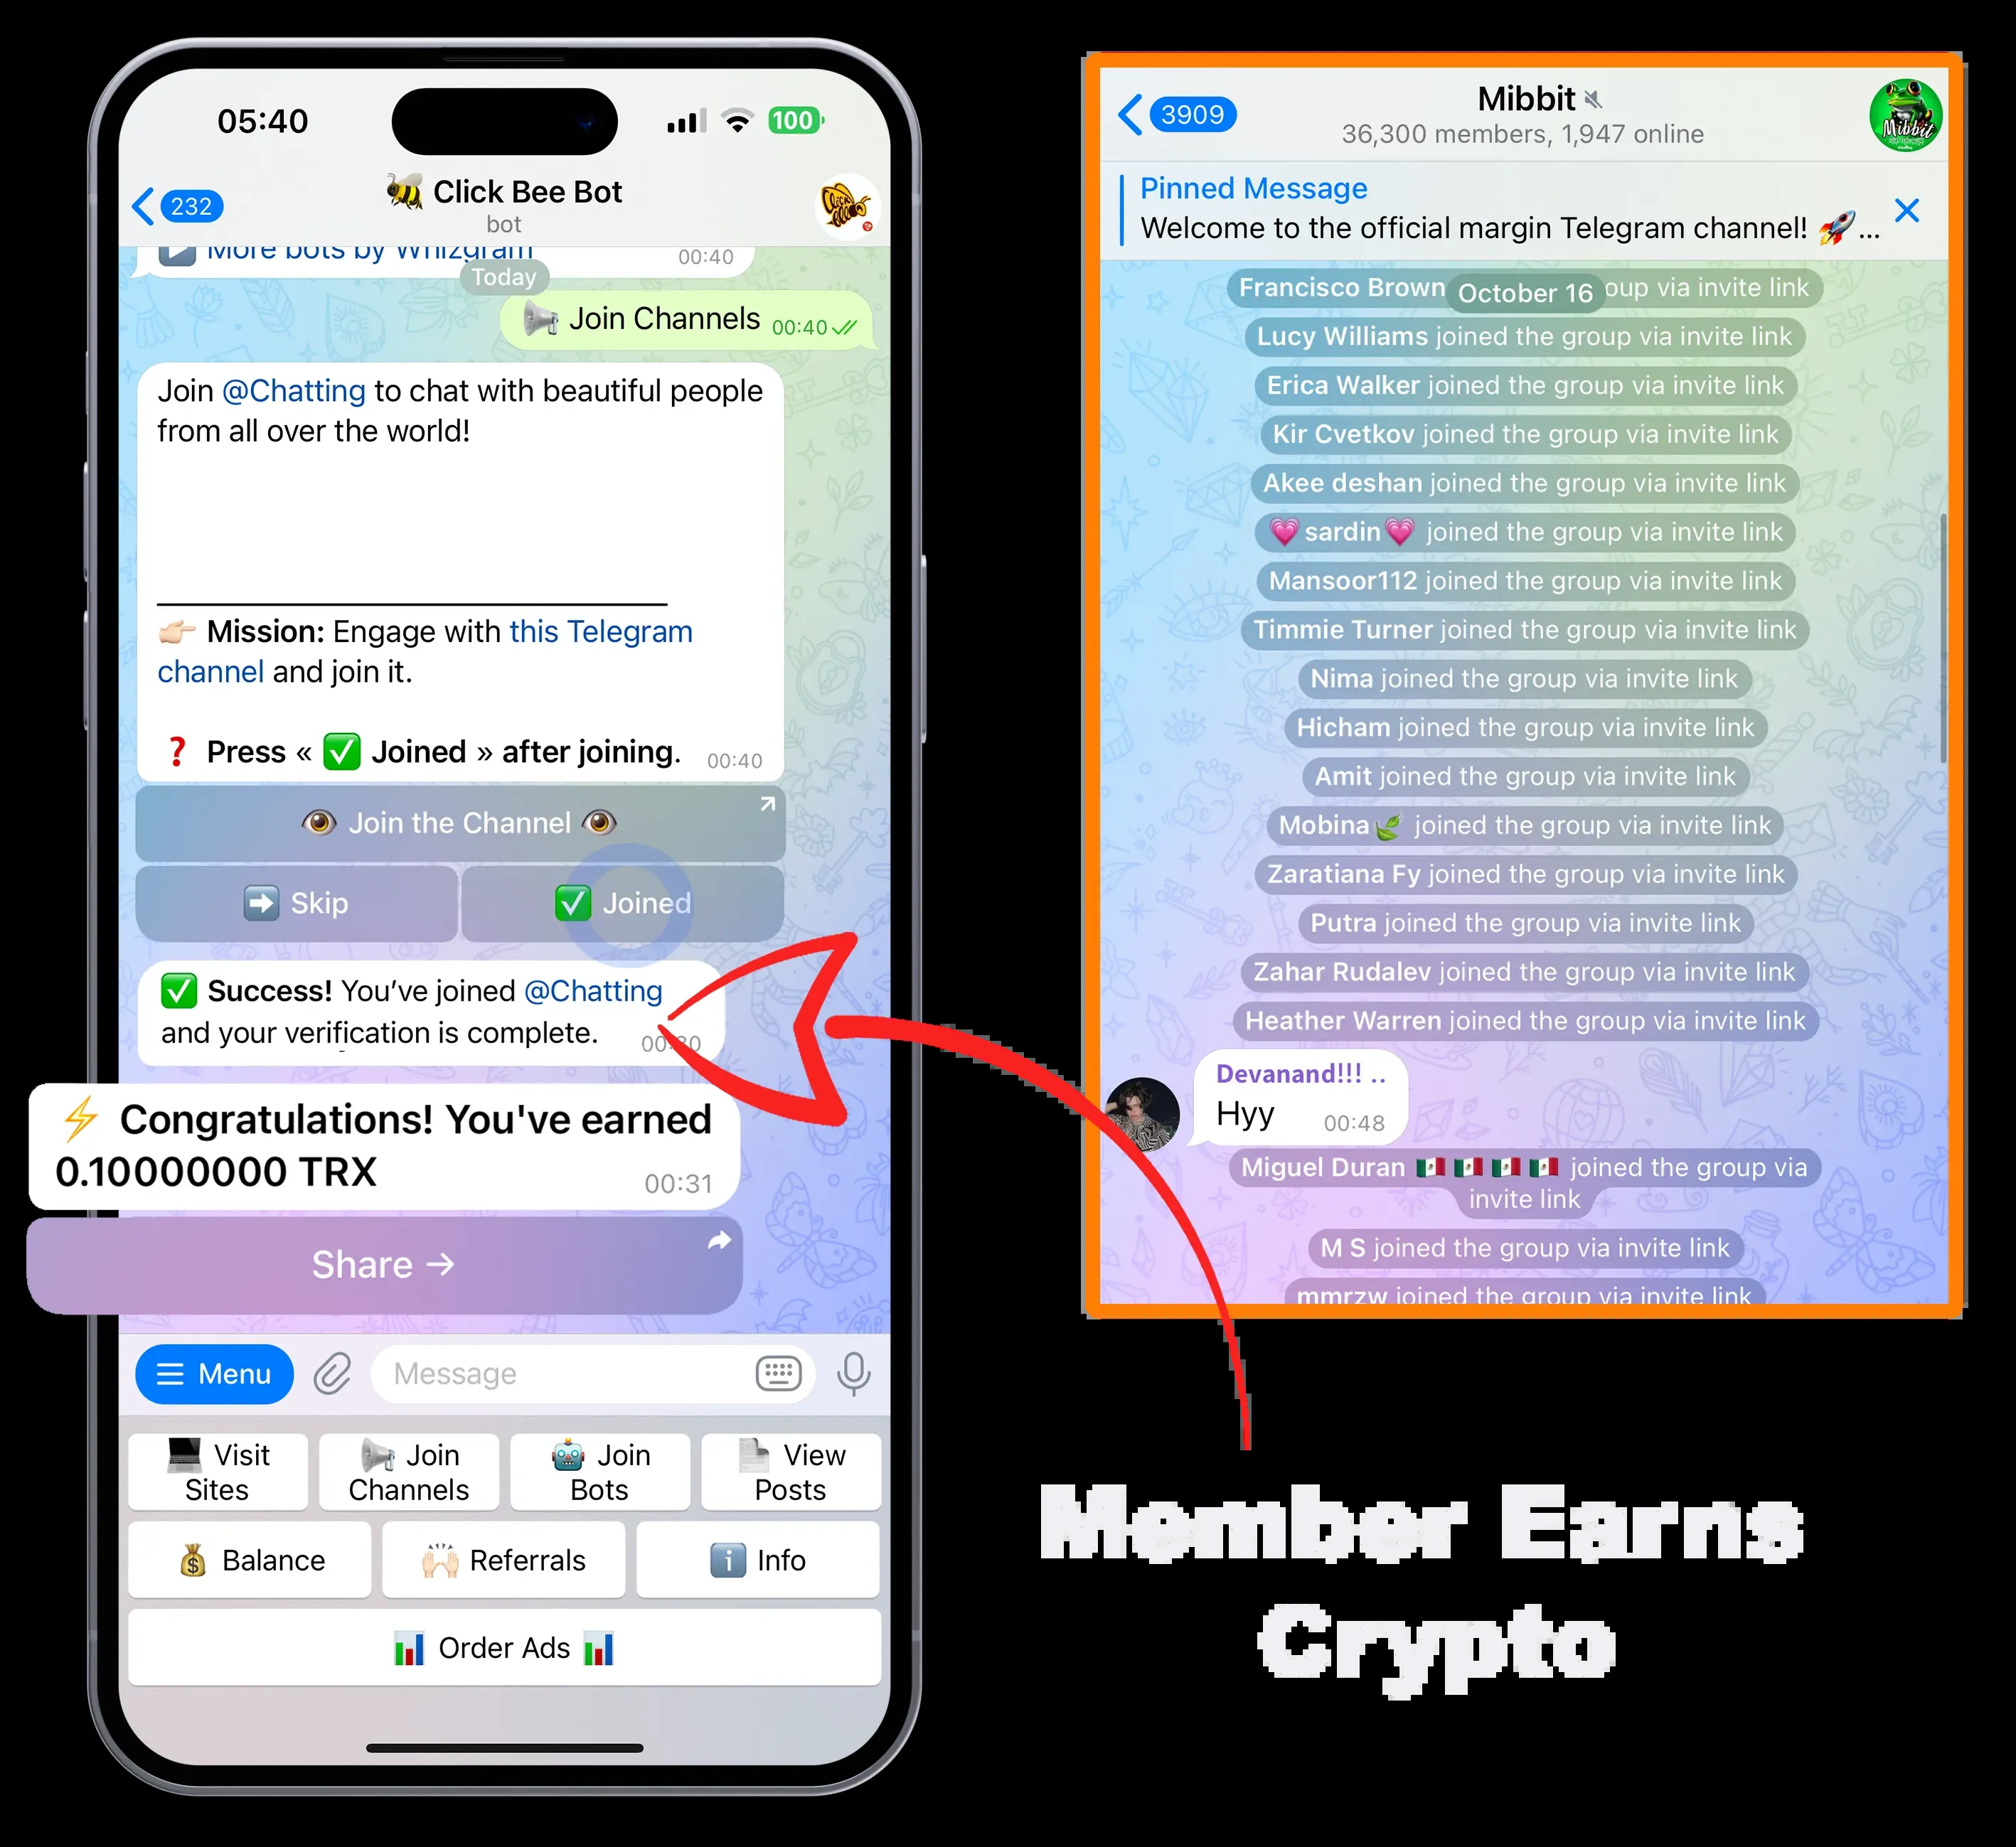 05:40
100
232
🐝 Click Bee Bot
bot
More bots by Whizgram 00:40
Today
📢 Join Channels 00:40
Join @Chatting to chat with beautiful people
from all over the world!
👉🏻 Mission: Engage with this Telegram
channel and join it.
❓ Press « ✅ Joined » after joining. 00:40
👁 Join the Channel 👁
➡️ Skip
✅ Joined
✅ Success! You've joined @Chatting
and your verification is complete.
⚡ Congratulations! You've earned
0.10000000 TRX 00:31
Share →
Menu
Message
💻 Visit
Sites
📢 Join
Channels
🤖 Join
Bots
📄 View
Posts
💰 Balance
🙌🏻 Referrals
ℹ️ Info
📊 Order Ads 📊
3909
Mibbit
36,300 members, 1,947 online
Mibbit
Pinned Message
Welcome to the official margin Telegram channel! 🚀...
October 16
Francisco Brown oup via invite link
Lucy Williams joined the group via invite link
Erica Walker joined the group via invite link
Kir Cvetkov joined the group via invite link
Akee deshan joined the group via invite link
💗sardin💗 joined the group via invite link
Mansoor112 joined the group via invite link
Timmie Turner joined the group via invite link
Nima joined the group via invite link
Hicham joined the group via invite link
Amit joined the group via invite link
Mobina🌿 joined the group via invite link
Zaratiana Fy joined the group via invite link
Putra joined the group via invite link
Zahar Rudalev joined the group via invite link
Heather Warren joined the group via invite link
Devanand!!! ..
Hyy 00:48
Miguel Duran 🇲🇽 🇲🇽 🇲🇽 🇲🇽 joined the group via
invite link
M S joined the group via invite link
mmrzw joined the group via invite link
Member Earns
Crypto